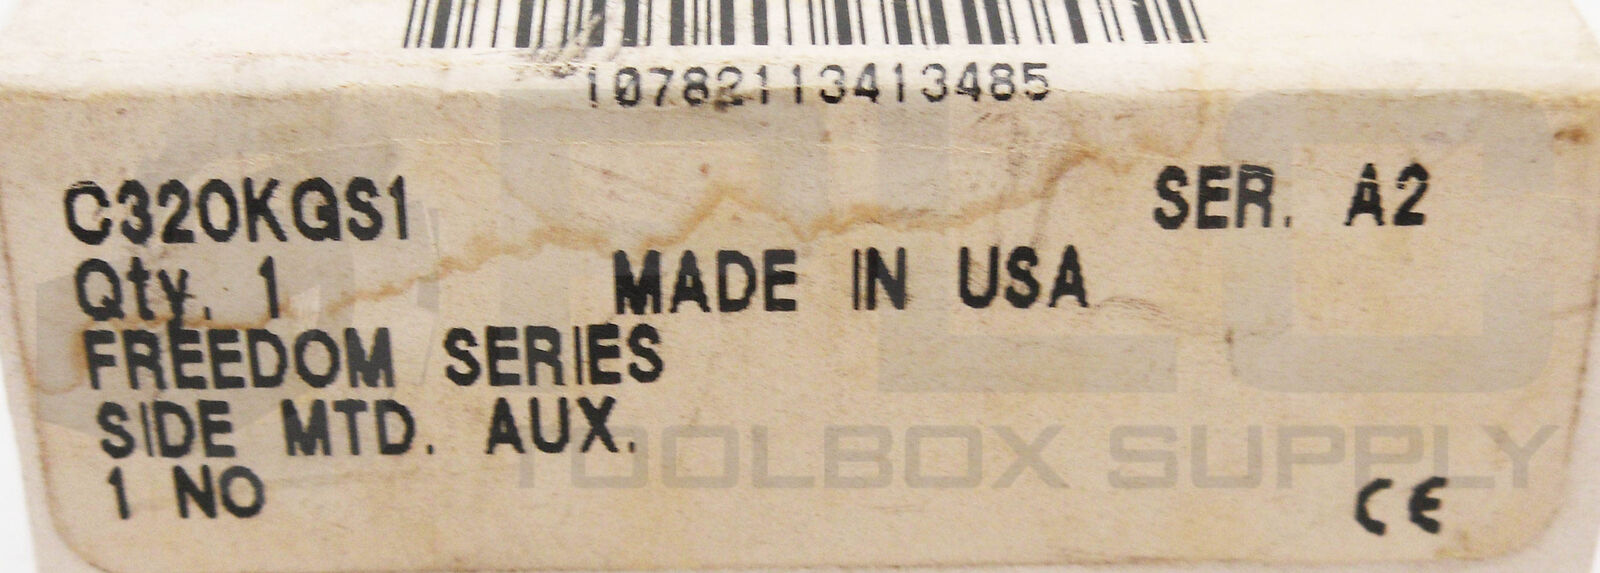 10782113413485
C320KGS1 SER. A2
Qty. 1 MADE IN USA
FREEDOM SERIES
SIDE MTD. AUX.
1 NO
CE
TOOLBOX SUPPLY